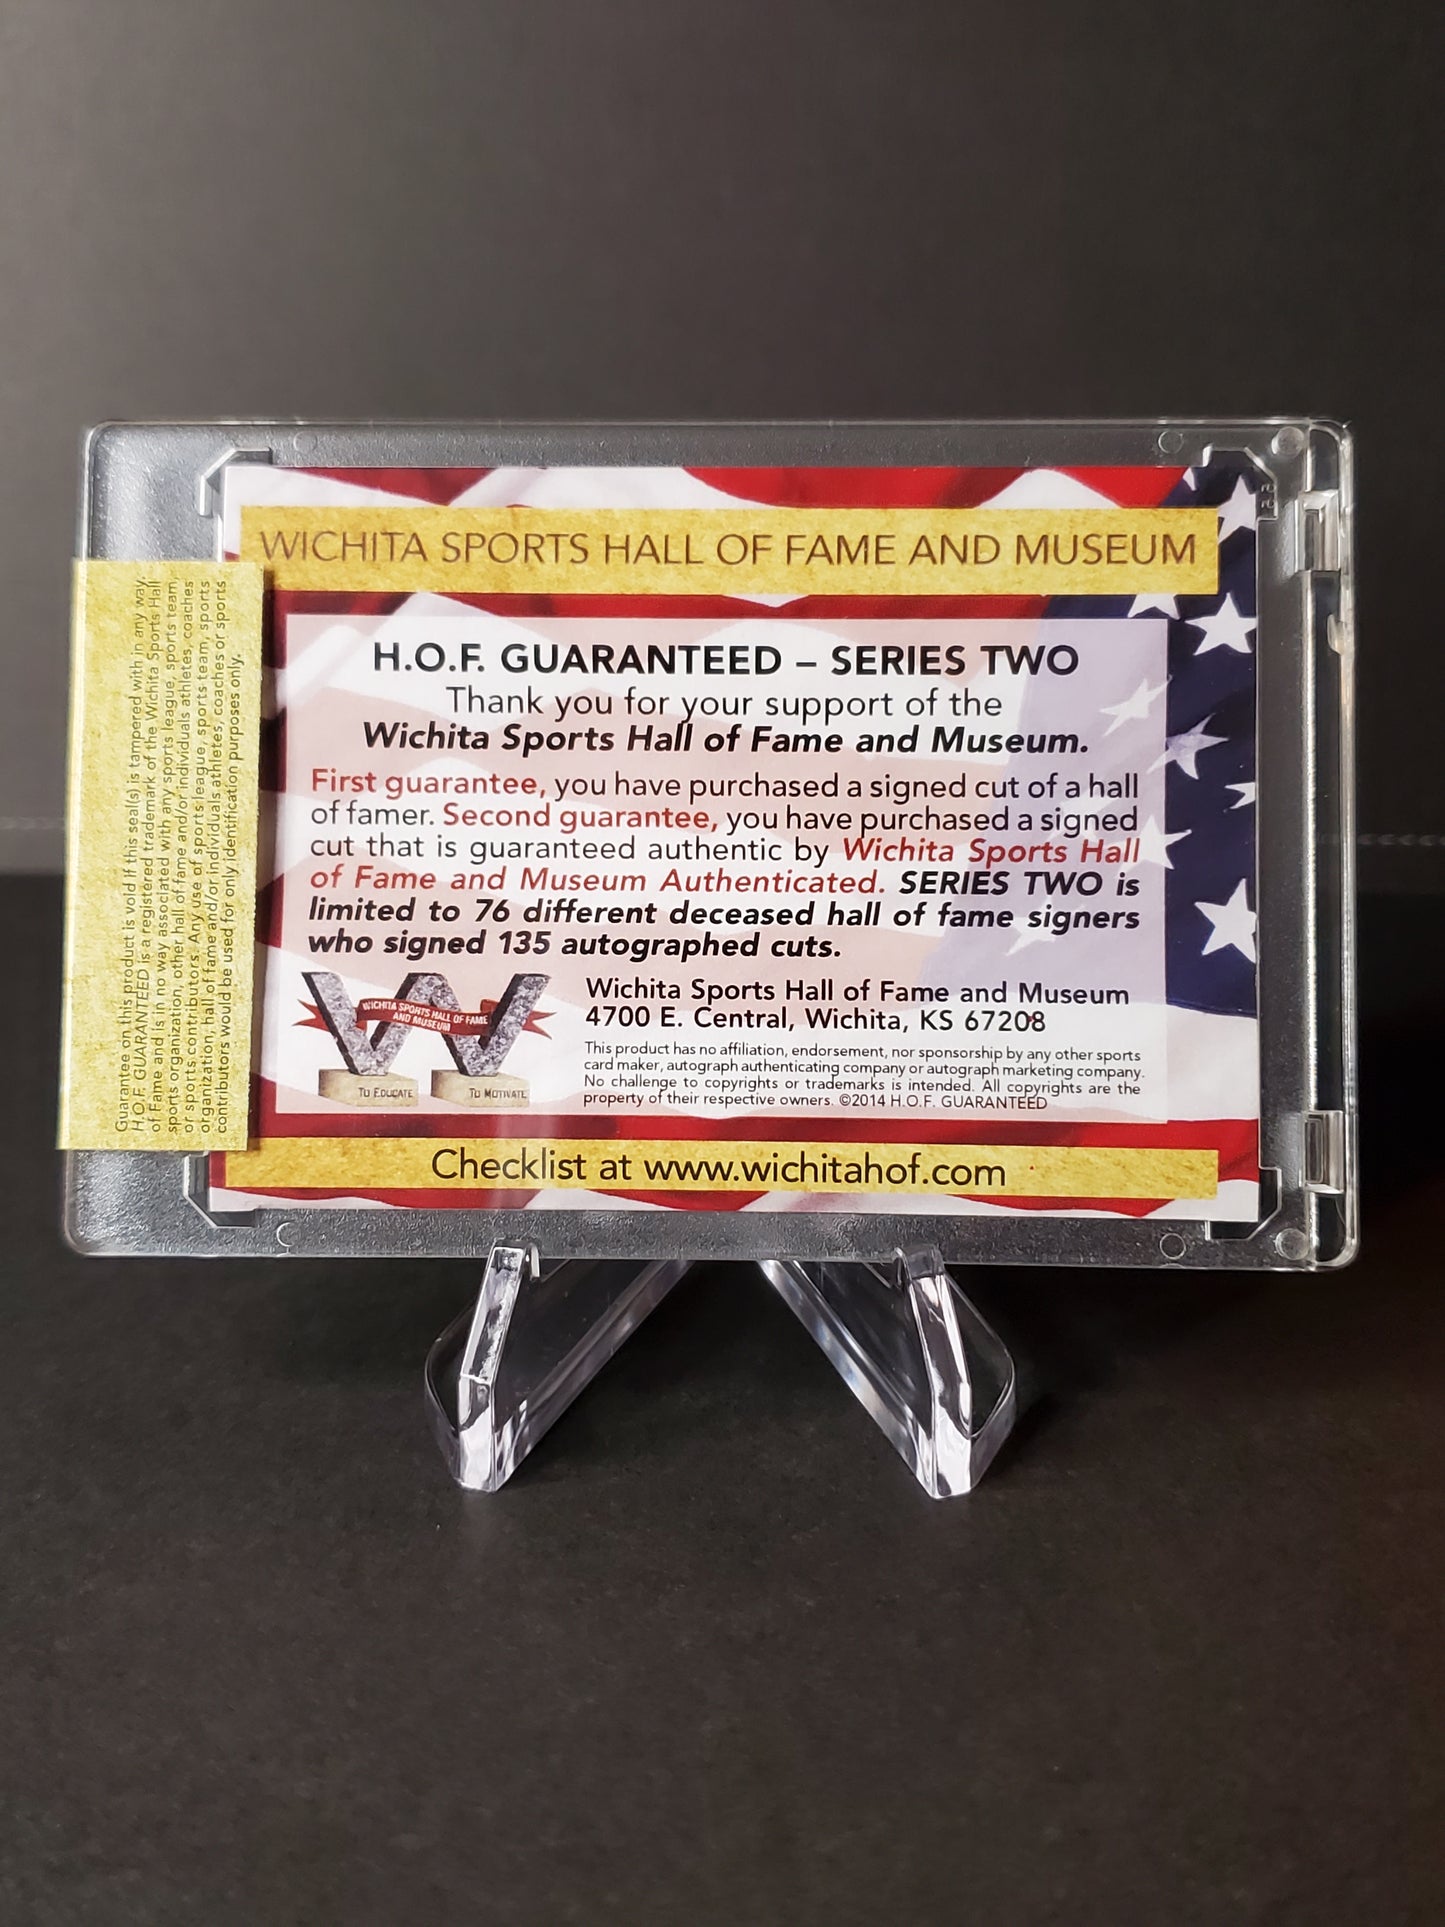 WICHITA SPORTS HALL OF FAME AND MUSEUM
H.O.F. GUARANTEED – SERIES TWO
Thank you for your support of the
Wichita Sports Hall of Fame and Museum.
First guarantee, you have purchased a signed cut of a hall
of famer. Second guarantee, you have purchased a signed
cut that is guaranteed authentic by Wichita Sports Hall
of Fame and Museum Authenticated. SERIES TWO is
limited to 76 different deceased hall of fame signers
who signed 135 autographed cuts.
WICHITA SPORTS HALL OF FAME
AND MUSEUM
TO EDUCATE
TO MOTIVATE
Wichita Sports Hall of Fame and Museum
4700 E. Central, Wichita, KS 67208
This product has no affiliation, endorsement, nor sponsorship by any other sports
card maker, autograph authenticating company or autograph marketing company.
No challenge to copyrights or trademarks is intended. All copyrights are the
property of their respective owners. ©2014 H.O.F. GUARANTEED
Checklist at www.wichitahof.com
Guarantee on this product is void if this seal(s) is tampered with in any way.
H.O.F. GUARANTEED is a registered trademark of the Wichita Sports Hall
of Fame and is in no way associated with any sports league, sports team,
sports organization, other hall of fame and/or individuals athletes, coaches
or sports contributors. Any use of sports league, sports team, sports
organization, hall of fame and/or individuals athletes, coaches or sports
contributors would be used for only identification purposes only.